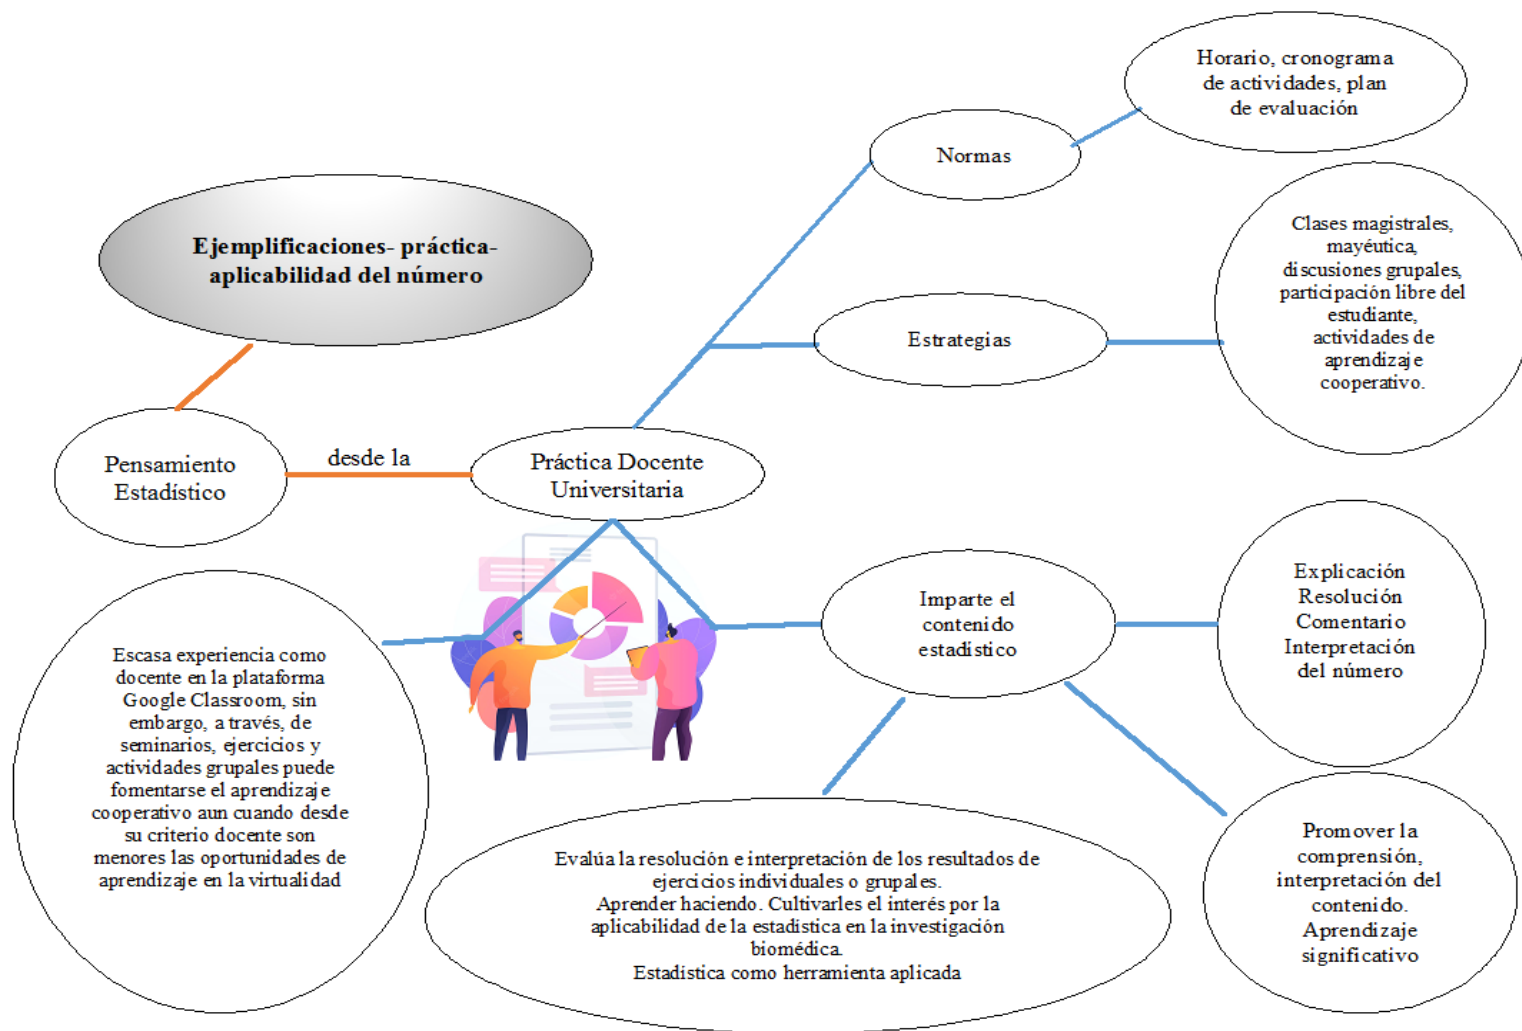 Horario, cronograma
de actividades, plan
de evaluación
Normas
Ejemplificaciones- práctica-
aplicabilidad del número
Clases magistrales,
mayéutica,
discusiones grupales,
participación libre del
estudiante,
actividades de
aprendizaje
cooperativo.
Estrategias
Pensamiento
Estadístico
desde la
Práctica Docente
Universitaria
Imparte el
contenido
estadístico
Explicación
Resolución
Comentario
Interpretación
del número
Escasa experiencia como
docente en la plataforma
Google Classroom, sin
embargo, a través, de
seminarios, ejercicios y
actividades grupales puede
fomentarse el aprendizaje
cooperativo aun cuando desde
su criterio docente son
menores las oportunidades de
aprendizaje en la virtualidad
Evalúa la resolución e interpretación de los resultados de
ejercicios individuales o grupales.
Aprender haciendo. Cultivarles el interés por la
aplicabilidad de la estadística en la investigación
biomédica.
Estadística como herramienta aplicada
Promover la
comprensión,
interpretación del
contenido.
Aprendizaje
significativo